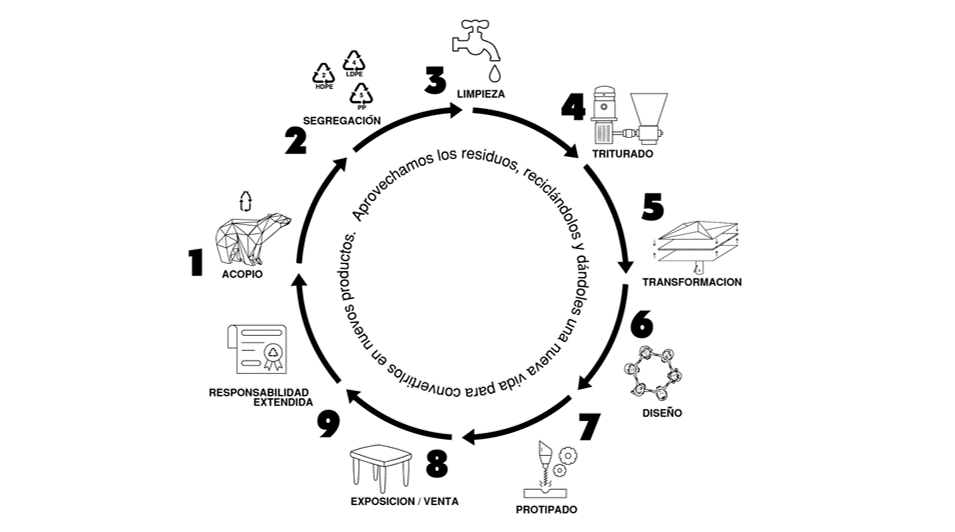 1
ACOPIO
2
2
HDPE
4
LDPE
5
PP
SEGREGACIÓN
3
LIMPIEZA
4
TRITURADO
5
TRANSFORMACION
6
DISEÑO
7
PROTIPADO
8
EXPOSICION / VENTA
9
RESPONSABILIDAD
EXTENDIDA
Aprovechamos los residuos, reciclándolos y dándoles una nueva vida para convertirlos en nuevos productos.